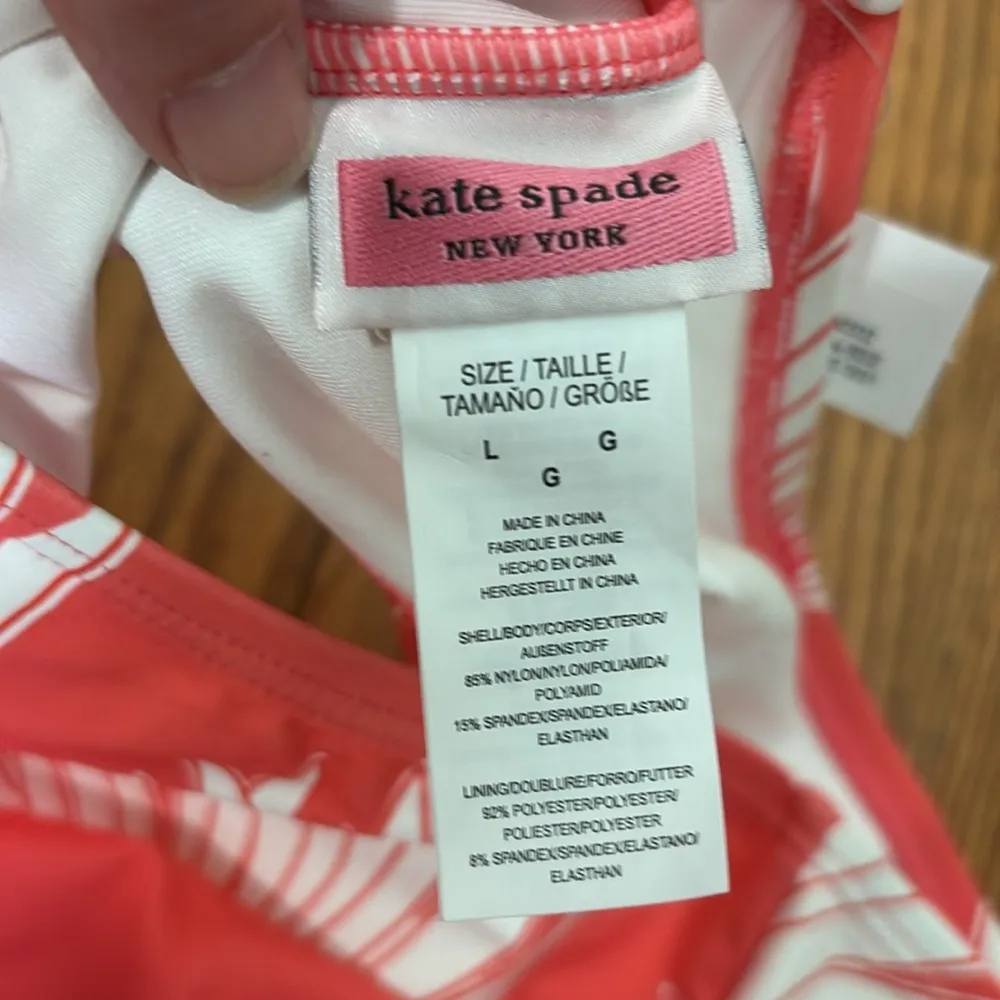 kate spade
NEW YORK
SIZE / TAILLE /
TAMAÑO / GRÖßE
L G
G
MADE IN CHINA
FABRIQUE EN CHINE
HECHO EN CHINA
HERGESTELLT IN CHINA
SHELL/BODY/CORPS/EXTERIOR/
AUßENSTOFF
85% NYLON/NYLON/POLIAMIDA/
POLYAMID
15% SPANDEX/SPANDEX/ELASTANO/
ELASTHAN
LINING/DOUBLURE/FORRO/FUTTER
92% POLYESTER/POLYESTER/
POLIESTER/POLYESTER
8% SPANDEX/SPANDEX/ELASTANO/
ELASTHAN